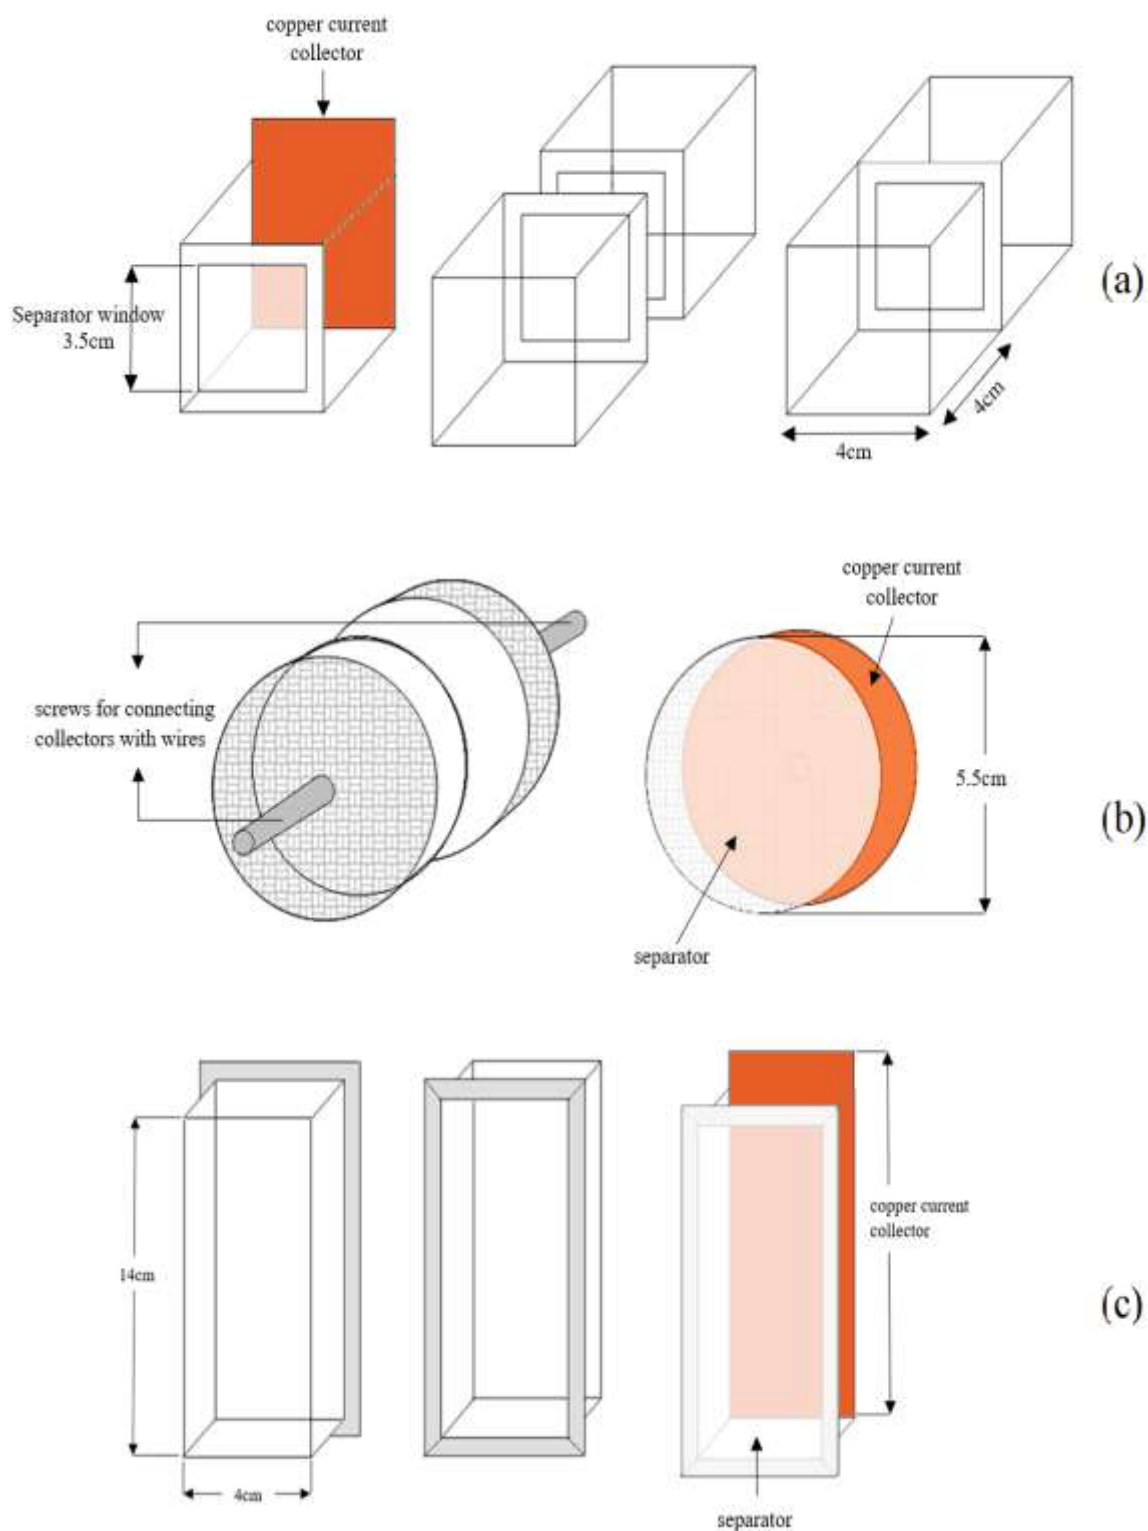 copper current
collector
Separator window
3.5cm
4cm
4cm
(a)
copper current
collector
screws for connecting
collectors with wires
5.5cm
(b)
separator
14cm
copper current
collector
(c)
4cm
separator